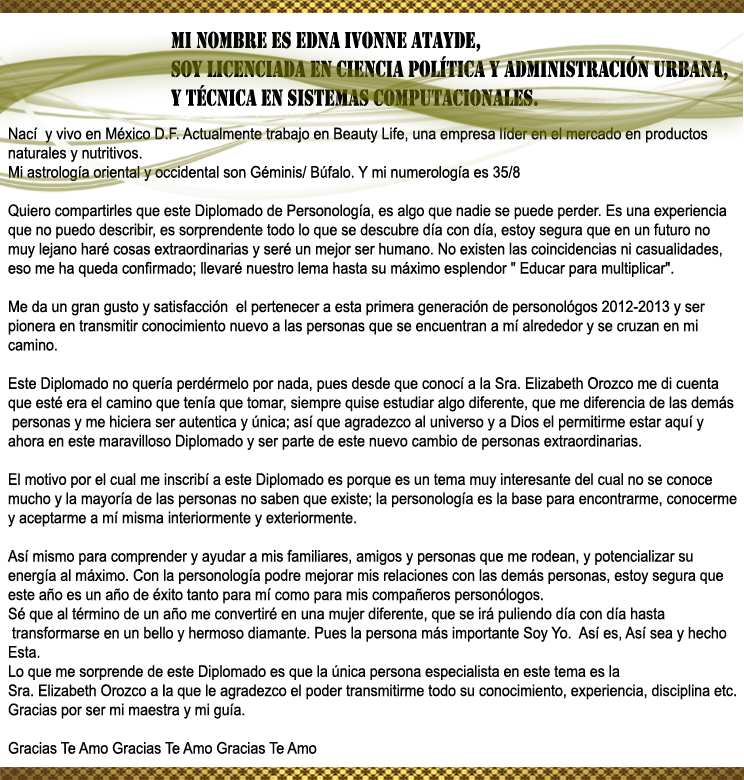 MI NOMBRE ES EDNA IVONNE ATAYDE,
SOY LICENCIADA EN CIENCIA POLÍTICA Y ADMINISTRACIÓN URBANA,
Y TÉCNICA EN SISTEMAS COMPUTACIONALES.
Nací y vivo en México D.F. Actualmente trabajo en Beauty Life, una empresa líder en el mercado en productos
naturales y nutritivos.
Mi astrología oriental y occidental son Géminis/ Búfalo. Y mi numerología es 35/8
Quiero compartirles que este Diplomado de Personología, es algo que nadie se puede perder. Es una experiencia
que no puedo describir, es sorprendente todo lo que se descubre día con día, estoy segura que en un futuro no
muy lejano haré cosas extraordinarias y seré un mejor ser humano. No existen las coincidencias ni casualidades,
eso me ha queda confirmado; llevaré nuestro lema hasta su máximo esplendor " Educar para multiplicar".
Me da un gran gusto y satisfacción el pertenecer a esta primera generación de personológos 2012-2013 y ser
pionera en transmitir conocimiento nuevo a las personas que se encuentran a mí alrededor y se cruzan en mi
camino.
Este Diplomado no quería perdérmelo por nada, pues desde que conocí a la Sra. Elizabeth Orozco me di cuenta
que esté era el camino que tenía que tomar, siempre quise estudiar algo diferente, que me diferencia de las demás
personas y me hiciera ser autentica y única; así que agradezco al universo y a Dios el permitirme estar aquí y
ahora en este maravilloso Diplomado y ser parte de este nuevo cambio de personas extraordinarias.
El motivo por el cual me inscribí a este Diplomado es porque es un tema muy interesante del cual no se conoce
mucho y la mayoría de las personas no saben que existe; la personología es la base para encontrarme, conocerme
y aceptarme a mí misma interiormente y exteriormente.
Así mismo para comprender y ayudar a mis familiares, amigos y personas que me rodean, y potencializar su
energía al máximo. Con la personología podre mejorar mis relaciones con las demás personas, estoy segura que
este año es un año de éxito tanto para mí como para mis compañeros personólogos.
Sé que al término de un año me convertiré en una mujer diferente, que se irá puliendo día con día hasta
transformarse en un bello y hermoso diamante. Pues la persona más importante Soy Yo. Así es, Así sea y hecho
Esta.
Lo que me sorprende de este Diplomado es que la única persona especialista en este tema es la
Sra. Elizabeth Orozco a la que le agradezco el poder transmitirme todo su conocimiento, experiencia, disciplina etc.
Gracias por ser mi maestra y mi guía.
Gracias Te Amo Gracias Te Amo Gracias Te Amo